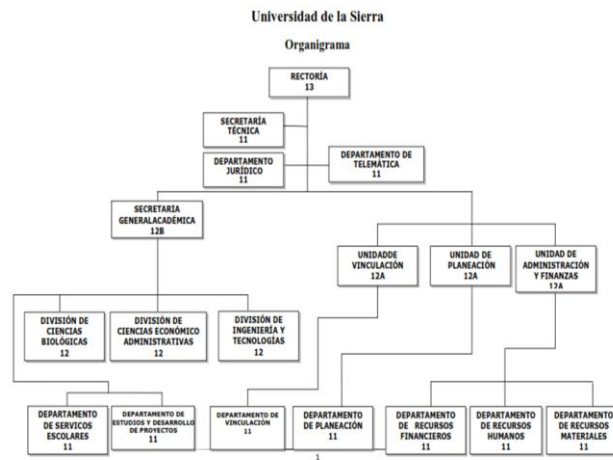 Universidad de la Sierra
Organigrama
RECTORÍA
13
SECRETARÍA
TÉCNICA
11
DEPARTAMENTO
JURÍDICO
11
DEPARTAMENTO DE
TELEMÁTICA
11
SECRETARIA
GENERALACADÉMICA
12B
UNIDADDE
VINCULACIÓN
12A
UNIDAD DE
PLANEACIÓN
12A
UNIDAD DE
ADMINISTRACIÓN
Y FINANZAS
12A
DIVISIÓN DE
CIENCIAS
BIOLÓGICAS
12
DIVISIÓN DE
CIENCIAS ECONÓMICO
ADMINISTRATIVAS
12
DIVISIÓN DE
INGENIERÍA Y
TECNOLOGÍAS
12
DEPARTAMENTO
DE SERVICOS
ESCOLARES
11
DEPARTAMENTO DE
ESTUDIOS Y DESARROLLO
DE PROYECTOS
11
DEPARTAMENTO DE
VINCULACIÓN
11
DEPARTAMENTO
DE PLANEACIÓN
11
DEPARTAMENTO
DE RECURSOS
FINANCIEROS
11
DEPARTAMENTO
DE RECURSOS
HUMANOS
11
DEPARTAMENTO
DE RECURSOS
MATERIALES
11
1